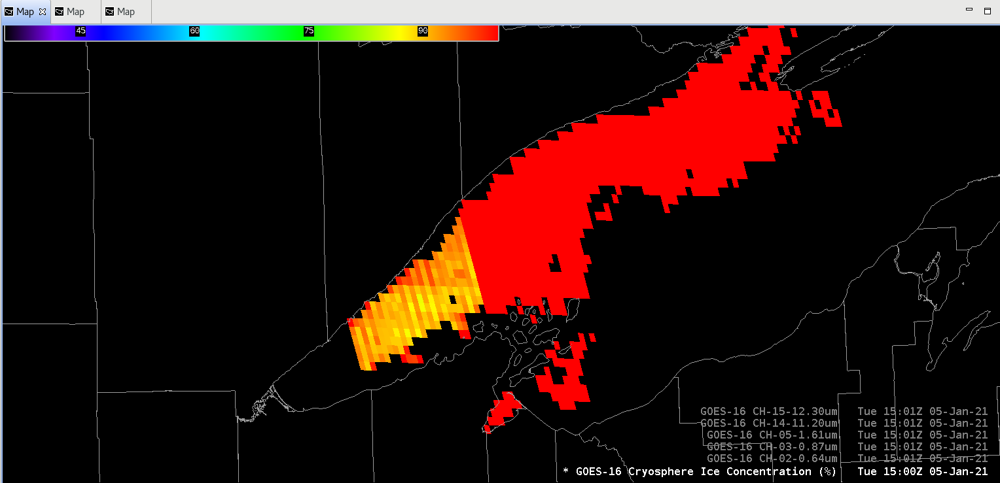 Map Map Map
45 60 75 90
GOES-16 CH-15-12.30um Tue 15:01Z 05-Jan-21
GOES-16 CH-14-11.20um Tue 15:01Z 05-Jan-21
GOES-16 CH-05-1.61um Tue 15:01Z 05-Jan-21
GOES-16 CH-03-0.87um Tue 15:01Z 05-Jan-21
GOES-16 CH-02-0.64um Tue 15:01Z 05-Jan-21
* GOES-16 Cryosphere Ice Concentration (%) Tue 15:00Z 05-Jan-21